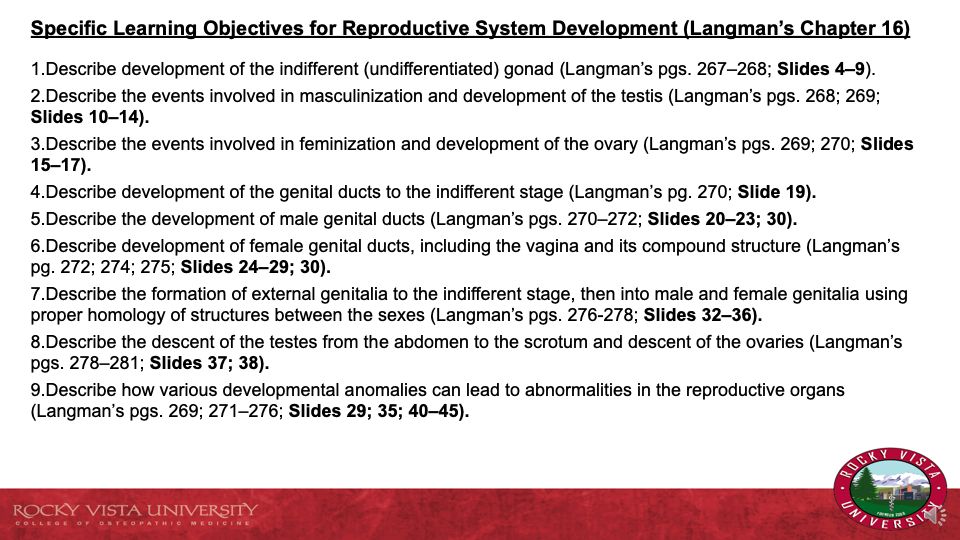 Specific Learning Objectives for Reproductive System Development (Langman’s Chapter 16)
1.Describe development of the indifferent (undifferentiated) gonad (Langman’s pgs. 267–268; Slides 4–9).
2.Describe the events involved in masculinization and development of the testis (Langman’s pgs. 268; 269;
Slides 10–14).
3.Describe the events involved in feminization and development of the ovary (Langman’s pgs. 269; 270; Slides
15–17).
4.Describe development of the genital ducts to the indifferent stage (Langman’s pg. 270; Slide 19).
5.Describe the development of male genital ducts (Langman’s pgs. 270–272; Slides 20–23; 30).
6.Describe development of female genital ducts, including the vagina and its compound structure (Langman’s
pg. 272; 274; 275; Slides 24–29; 30).
7.Describe the formation of external genitalia to the indifferent stage, then into male and female genitalia using
proper homology of structures between the sexes (Langman’s pgs. 276-278; Slides 32–36).
8.Describe the descent of the testes from the abdomen to the scrotum and descent of the ovaries (Langman’s
pgs. 278–281; Slides 37; 38).
9.Describe how various developmental anomalies can lead to abnormalities in the reproductive organs
(Langman’s pgs. 269; 271–276; Slides 29; 35; 40–45).
ROCKY VISTA UNIVERSITY
COLLEGE OF OSTEOPATHIC MEDICINE
ROCKY VISTA
UNIVERSITY